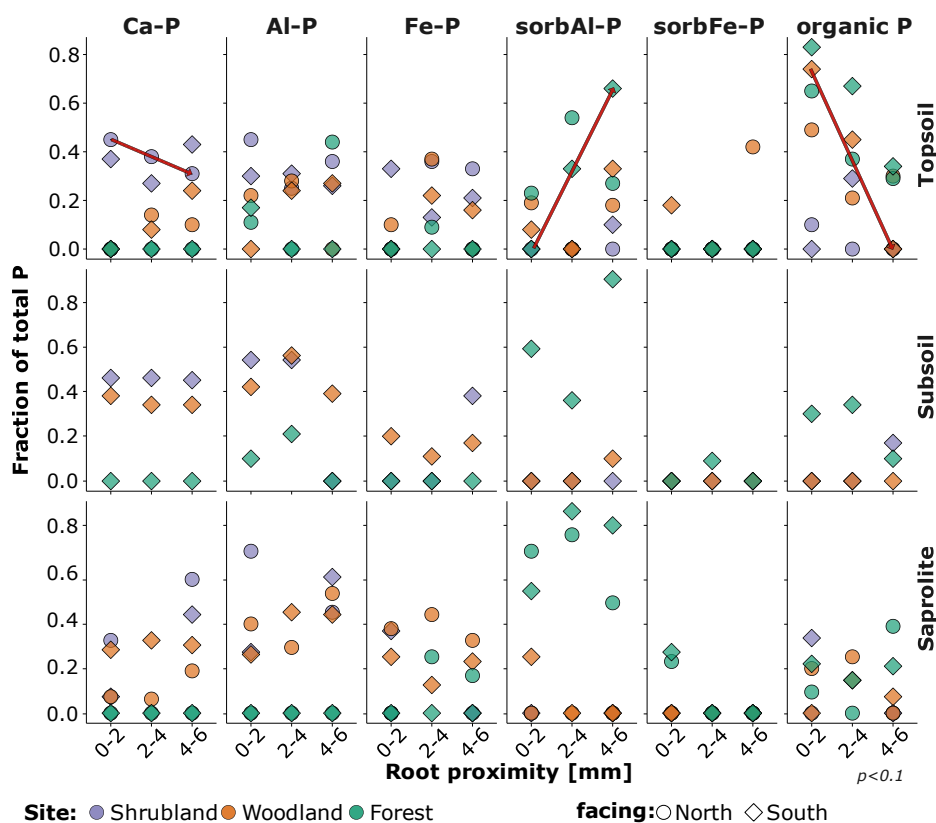 Ca-P Al-P Fe-P sorbAl-P sorbFe-P organic P
0.8
0.6
0.4
0.2
0.0
Topsoil
0.8
0.6
0.4
0.2
0.0
Subsoil
0.8
0.6
0.4
0.2
0.0
Saprolite
Fraction of total P
0-2 2-4 4-6 0-2 2-4 4-6 0-2 2-4 4-6 0-2 2-4 4-6 0-2 2-4 4-6 0-2 2-4 4-6
Root proximity [mm]
p<0.1
Site: Shrubland Woodland Forest facing: North South